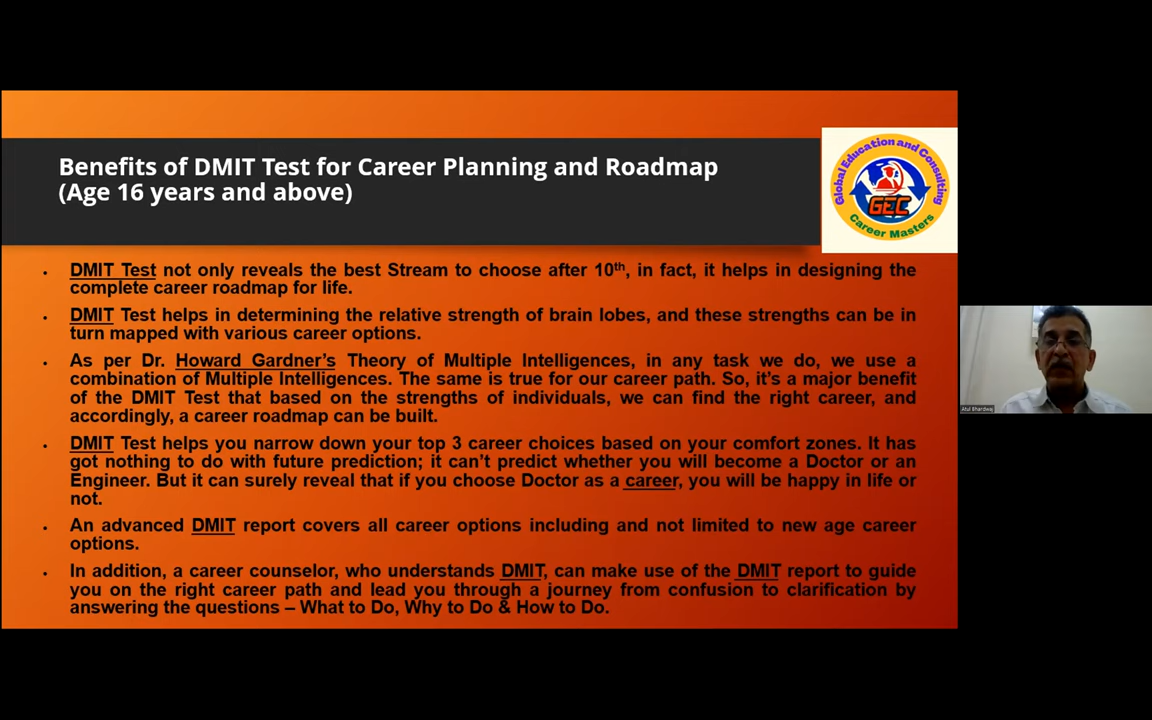 Benefits of DMIT Test for Career Planning and Roadmap
(Age 16 years and above)
Global Education and Consulting
GEC
Career Masters
• DMIT Test not only reveals the best Stream to choose after 10th, in fact, it helps in designing the
complete career roadmap for life.
• DMIT Test helps in determining the relative strength of brain lobes, and these strengths can be in
turn mapped with various career options.
• As per Dr. Howard Gardner's Theory of Multiple Intelligences, in any task we do, we use a
combination of Multiple Intelligences. The same is true for our career path. So, it's a major benefit
of the DMIT Test that based on the strengths of individuals, we can find the right career, and
accordingly, a career roadmap can be built.
• DMIT Test helps you narrow down your top 3 career choices based on your comfort zones. It has
got nothing to do with future prediction; it can't predict whether you will become a Doctor or an
Engineer. But it can surely reveal that if you choose Doctor as a career, you will be happy in life or
not.
• An advanced DMIT report covers all career options including and not limited to new age career
options.
• In addition, a career counselor, who understands DMIT, can make use of the DMIT report to guide
you on the right career path and lead you through a journey from confusion to clarification by
answering the questions – What to Do, Why to Do & How to Do.
Atul Bhardwaj